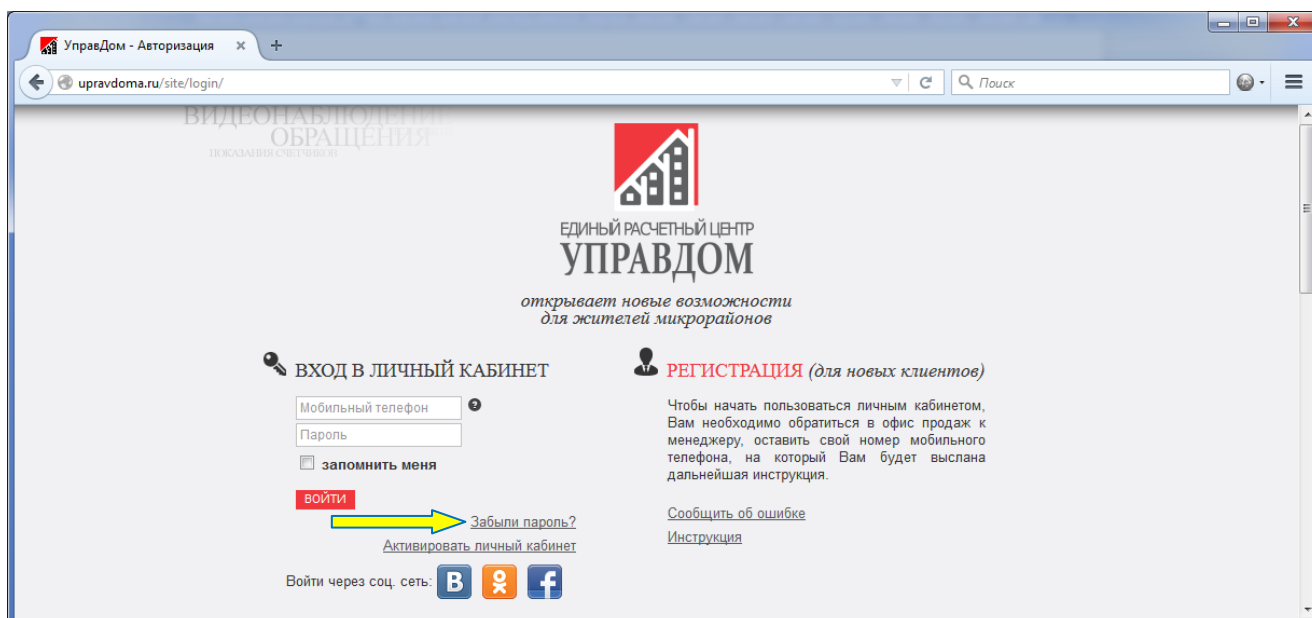 УправДом - Авторизация
upravdoma.ru/site/login/
Поиск
ВИДЕОНАБЛЮДЕНИЕ
ОБРАЩЕНИЯ
ПОКАЗАНИЯ СЧЕТЧИКОВ
ЕДИНЫЙ РАСЧЕТНЫЙ ЦЕНТР
УПРАВДОМ
открывает новые возможности
для жителей микрорайонов
ВХОД В ЛИЧНЫЙ КАБИНЕТ
Мобильный телефон
Пароль
запомнить меня
ВОЙТИ
Забыли пароль?
Активировать личный кабинет
Войти через соц. сеть:
РЕГИСТРАЦИЯ (для новых клиентов)
Чтобы начать пользоваться личным кабинетом,
Вам необходимо обратиться в офис продаж к
менеджеру, оставить свой номер мобильного
телефона, на который Вам будет выслана
дальнейшая инструкция.
Сообщить об ошибке
Инструкция